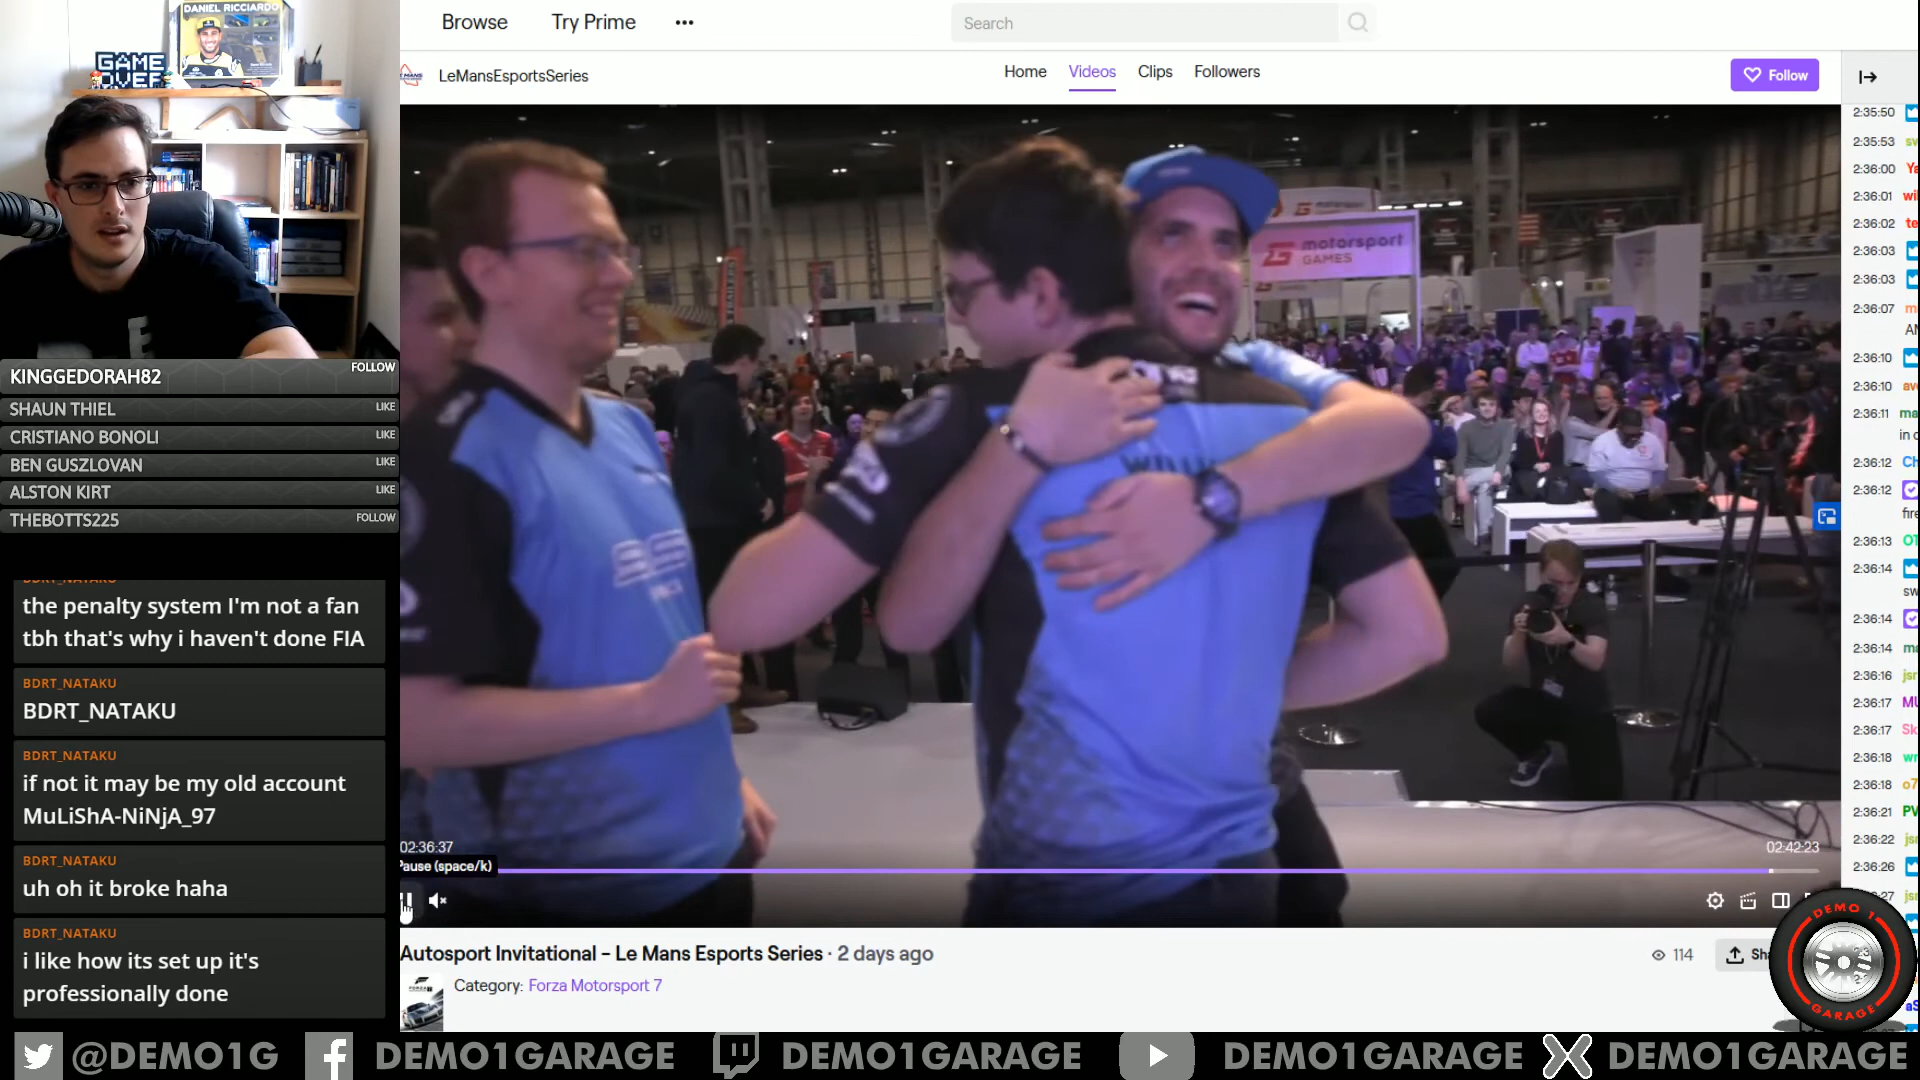 DANIEL RICCIARDO
GAME
OVER
Browse
Try Prime
Search
LeMansEsportsSeries
Home
Videos
Clips
Followers
Follow
motorsport
GAMES
KINGGEDORAH82 FOLLOW
SHAUN THIEL LIKE
CRISTIANO BONOLI LIKE
BEN GUSZLOVAN LIKE
ALSTON KIRT LIKE
THEBOTTS225 FOLLOW
BDRT_NATAKU
the penalty system I'm not a fan
tbh that's why i haven't done FIA
BDRT_NATAKU
BDRT_NATAKU
BDRT_NATAKU
if not it may be my old account
MuLiShA-NiNjA_97
BDRT_NATAKU
uh oh it broke haha
BDRT_NATAKU
i like how its set up it's
professionally done
02:36:37
Pause (space/k)
02:42:23
Autosport Invitational - Le Mans Esports Series · 2 days ago
114
Category: Forza Motorsport 7
2:35:50
2:35:53
2:36:00
2:36:01
2:36:02
2:36:03
2:36:03
2:36:07
2:36:10
2:36:10
2:36:11
2:36:12
2:36:12
2:36:13
2:36:14
2:36:14
2:36:14
2:36:16
2:36:17
2:36:17
2:36:18
2:36:18
2:36:21
2:36:22
2:36:26
DEMO 1
GARAGE
@DEMO1G
DEMO1GARAGE
DEMO1GARAGE
DEMO1GARAGE
DEMO1GARAGE